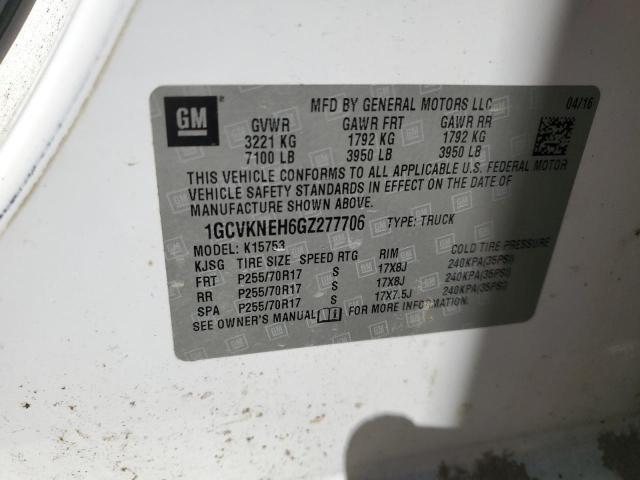 GM
MFD BY GENERAL MOTORS LLC 04/16
GVWR GAWR FRT GAWR RR
3221 KG 1792 KG 1792 KG
7100 LB 3950 LB 3950 LB
THIS VEHICLE CONFORMS TO ALL APPLICABLE U.S. FEDERAL MOTOR
VEHICLE SAFETY STANDARDS IN EFFECT ON THE DATE OF
MANUFACTURE SHOWN ABOVE.
1GCVKNEH6GZ277706 TYPE: TRUCK
MODEL: K15753
KJSG TIRE SIZE SPEED RTG RIM COLD TIRE PRESSURE
FRT P255/70R17 S 17X8J 240KPA(35PSI)
RR P255/70R17 S 17X8J 240KPA(35PSI)
SPA P255/70R17 S 17X7.5J 240KPA(35PSI)
SEE OWNER'S MANUAL FOR MORE INFORMATION.